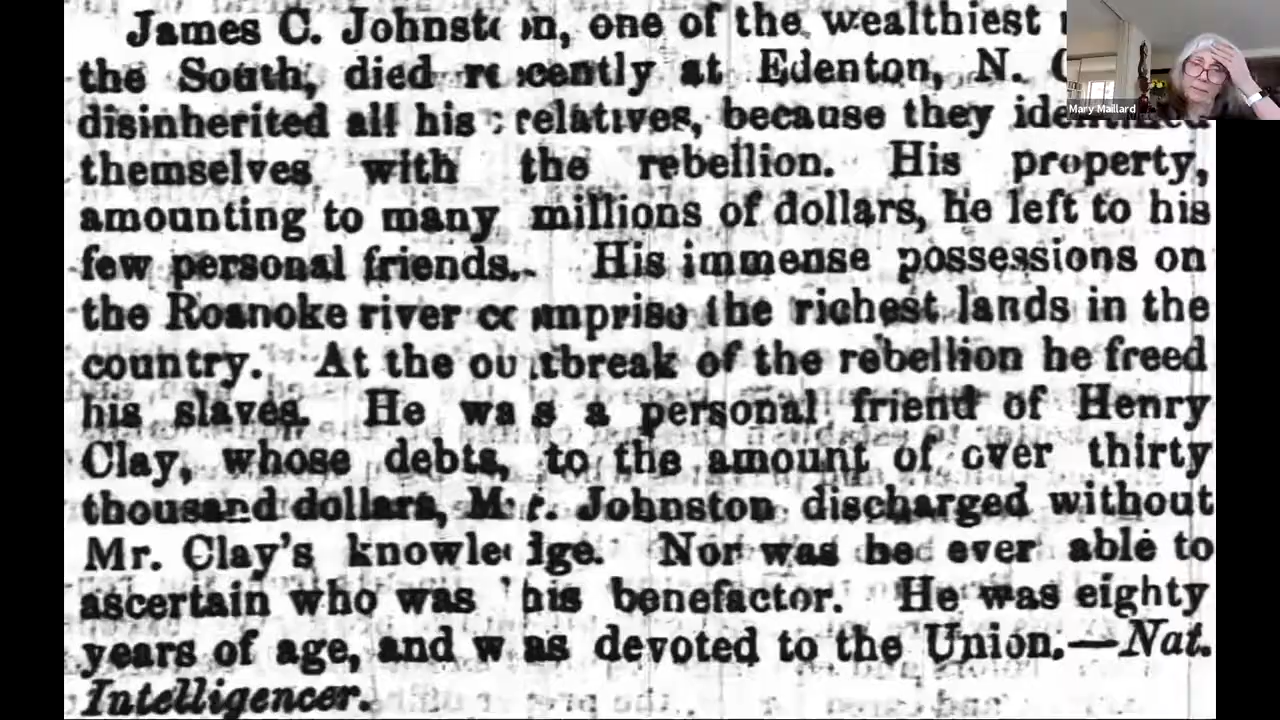 James C. Johnston, one of the wealthiest
the South, died recently at Edenton, N.
disinherited all his relatives, because they identified
themselves with the rebellion. His property,
amounting to many millions of dollars, he left to his
few personal friends. His immense possessions on
the Roanoke river comprise the richest lands in the
country. At the outbreak of the rebellion he freed
his slaves. He was a personal friend of Henry
Clay, whose debts, to the amount of over thirty
thousand dollars, Mr. Johnston discharged without
Mr. Clay's knowledge. Nor was he ever able to
ascertain who was his benefactor. He was eighty
years of age, and was devoted to the Union.—Nat.
Intelligencer.
Mary Maillard